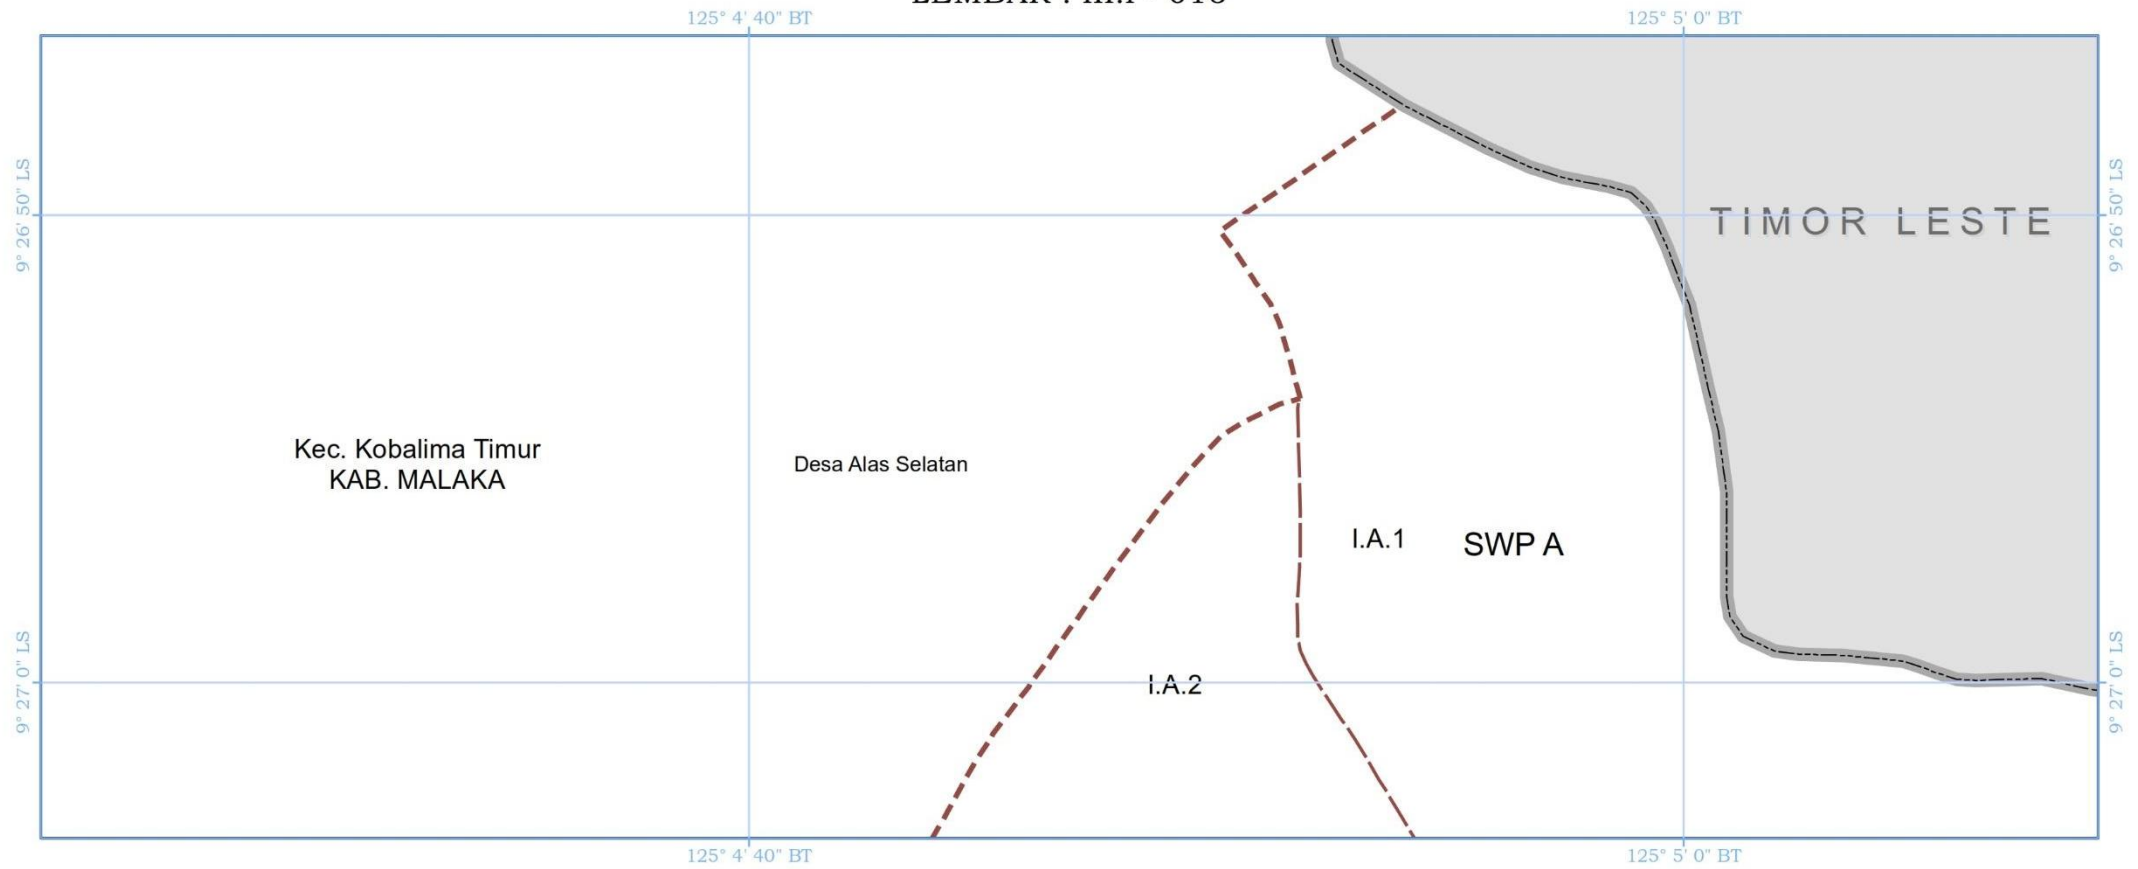 125° 4' 40" BT
125° 5' 0" BT
9° 26' 50" LS
9° 26' 50" LS
TIMOR LESTE
Kec. Kobalima Timur
KAB. MALAKA
Desa Alas Selatan
I.A.1
SWP A
9° 27' 0" LS
I.A.2
9° 27' 0" LS
125° 4' 40" BT
125° 5' 0" BT